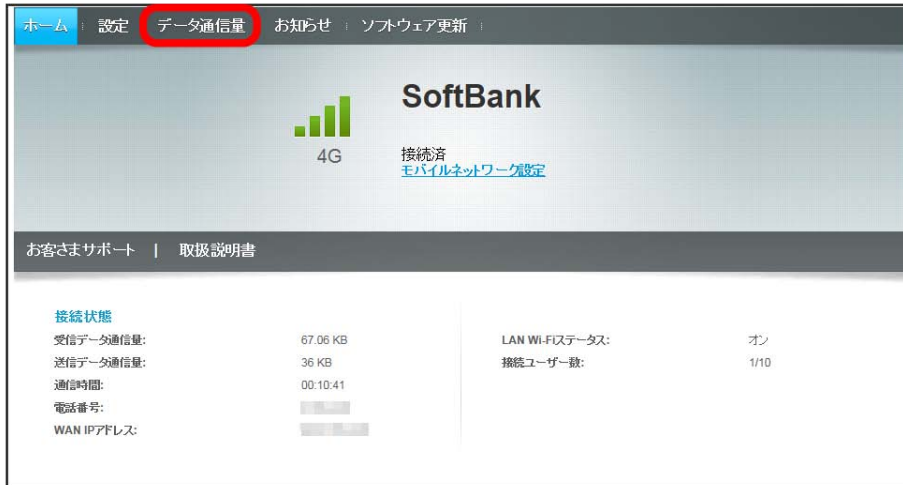 ホーム 設定 データ通信量 お知らせ ソフトウェア更新
SoftBank
4G
接続済
モバイルネットワーク設定
お客さまサポート | 取扱説明書
接続状態
受信データ通信量: 67.06 KB LAN Wi-Fiステータス: オン
送信データ通信量: 36 KB 接続ユーザー数: 1/10
通信時間: 00:10:41
電話番号:
WAN IPアドレス: